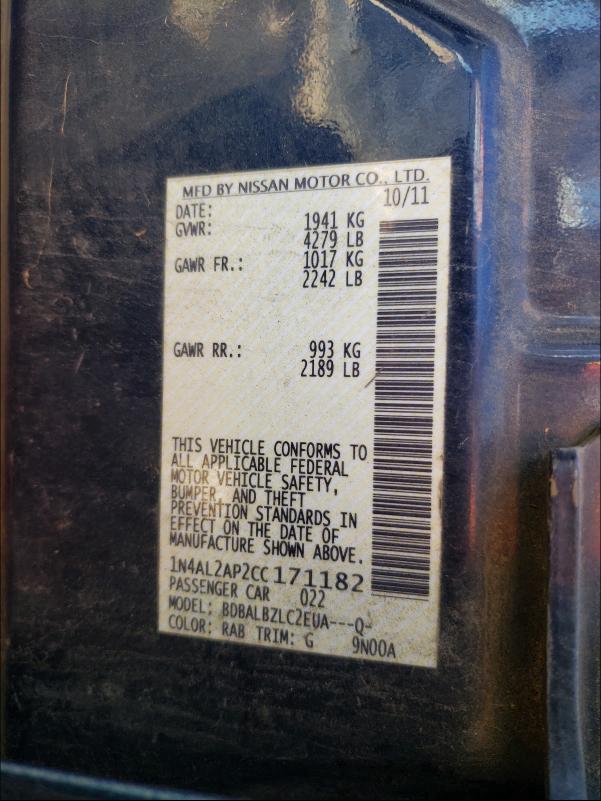 MFD BY NISSAN MOTOR CO., LTD.
DATE: 10/11
GVWR: 1941 KG
4279 LB
GAWR FR.: 1017 KG
2242 LB
GAWR RR.: 993 KG
2189 LB
THIS VEHICLE CONFORMS TO
ALL APPLICABLE FEDERAL
MOTOR VEHICLE SAFETY,
BUMPER, AND THEFT
PREVENTION STANDARDS IN
EFFECT ON THE DATE OF
MANUFACTURE SHOWN ABOVE.
1N4AL2AP2CC171182
PASSENGER CAR 022
MODEL: BDBALBZLC2EUA---Q-
COLOR: RAB TRIM: G 9N00A